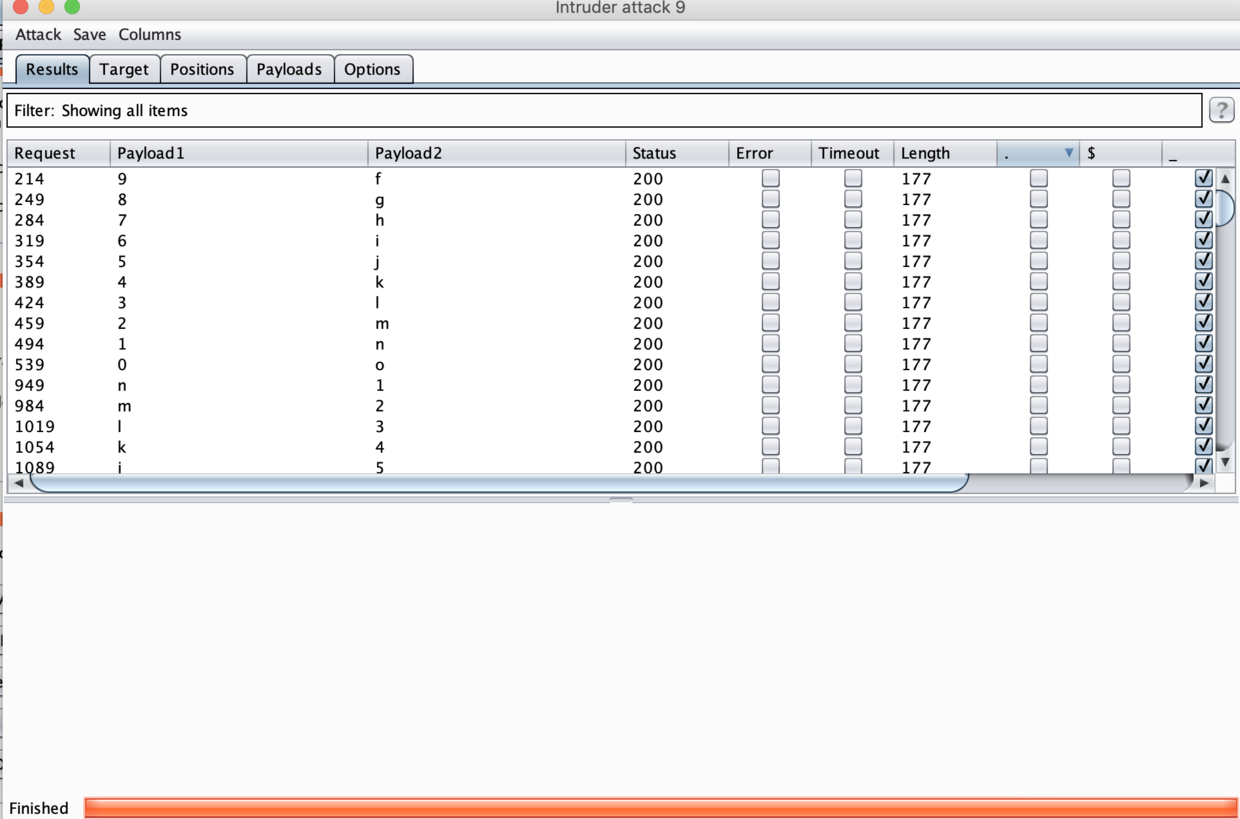 Intruder attack 9
Attack Save Columns
Results Target Positions Payloads Options
Filter: Showing all items ?
Request Payload1 Payload2 Status Error Timeout Length . $ _
214 9 f 200 177
249 8 g 200 177
284 7 h 200 177
319 6 i 200 177
354 5 j 200 177
389 4 k 200 177
424 3 l 200 177
459 2 m 200 177
494 1 n 200 177
539 0 o 200 177
949 n 1 200 177
984 m 2 200 177
1019 l 3 200 177
1054 k 4 200 177
1089 j 5 200 177
Finished